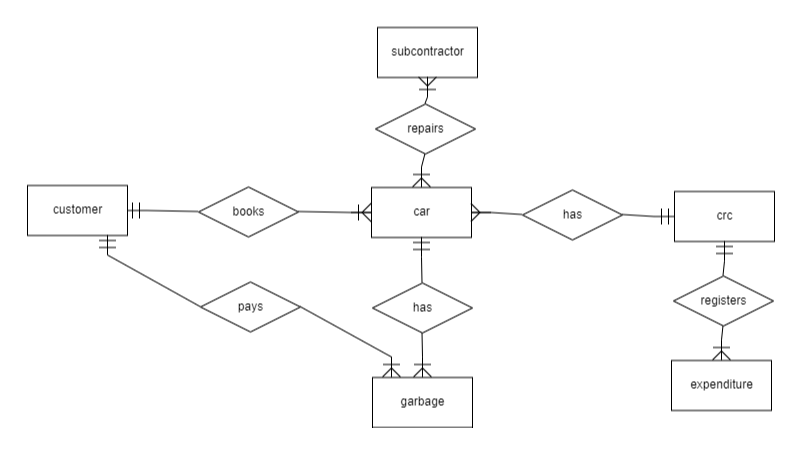 subcontractor
repairs
customer
books
car
has
crc
pays
has
registers
expenditure
garbage